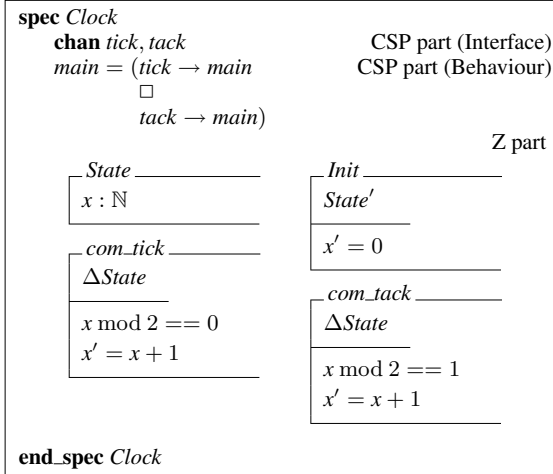 spec Clock
chan tick, tack CSP part (Interface)
main = (tick → main CSP part (Behaviour)
□
tack → main)
Z part
State
x : ℕ
Init
State′
x′ = 0
com_tick
ΔState
x mod 2 == 0
x′ = x + 1
com_tack
ΔState
x mod 2 == 1
x′ = x + 1
end_spec Clock